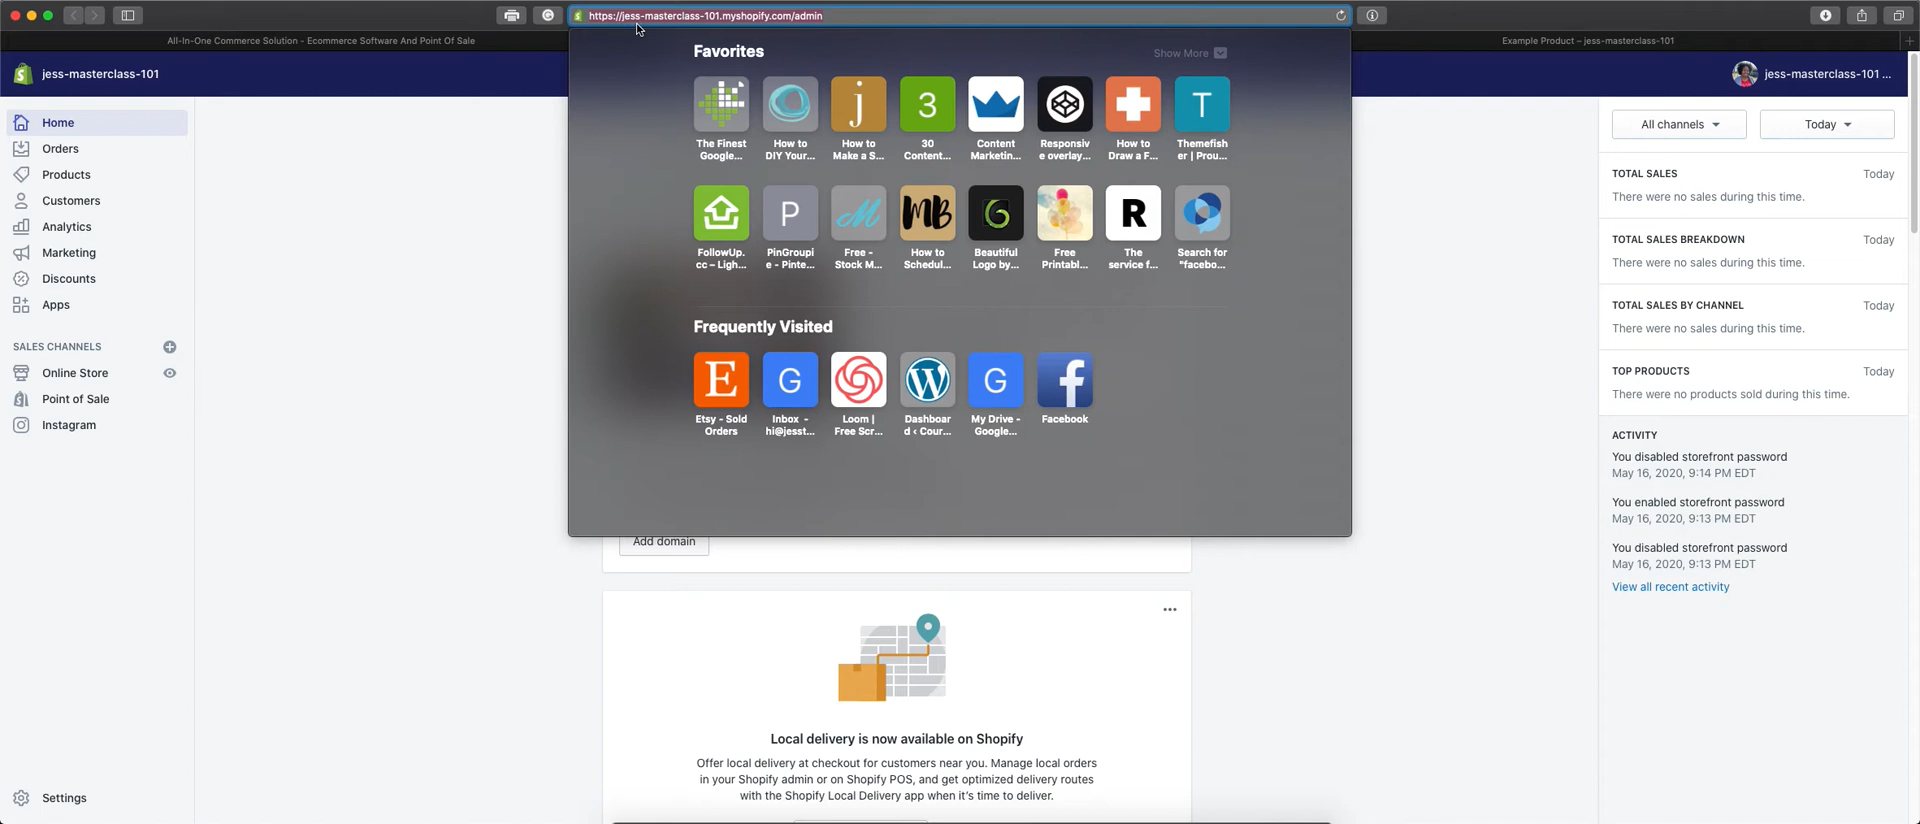 https://jess-masterclass-101.myshopify.com/admin
All-In-One Commerce Solution - Ecommerce Software And Point Of Sale
Example Product – jess-masterclass-101
jess-masterclass-101
jess-masterclass-101 ...
Home
Orders
Products
Customers
Analytics
Marketing
Discounts
Apps
SALES CHANNELS
Online Store
Point of Sale
Instagram
Settings
Favorites
Show More
j
3
T
The Finest
Google...
How to
DIY Your...
How to
Make a S...
30
Content...
Content
Marketin...
Responsiv
e overlay...
How to
Draw a F...
Themefish
er | Prou...
P
M
MB
G
R
FollowUp.
cc – Ligh...
PinGroupi
e - Pinte...
Free -
Stock M...
How to
Schedul...
Beautiful
Logo by...
Free
Printabl...
The
service f...
Search for
"facebo...
Frequently Visited
E
G
G
f
Etsy - Sold
Orders
Inbox -
hi@jesst...
Loom |
Free Scr...
Dashboar
d ‹ Cour...
My Drive -
Google...
Facebook
Add domain
Local delivery is now available on Shopify
Offer local delivery at checkout for customers near you. Manage local orders
in your Shopify admin or on Shopify POS, and get optimized delivery routes
with the Shopify Local Delivery app when it's time to deliver.
All channels
Today
TOTAL SALES Today
There were no sales during this time.
TOTAL SALES BREAKDOWN Today
There were no sales during this time.
TOTAL SALES BY CHANNEL Today
There were no sales during this time.
TOP PRODUCTS Today
There were no products sold during this time.
ACTIVITY
You disabled storefront password
May 16, 2020, 9:14 PM EDT
You enabled storefront password
May 16, 2020, 9:13 PM EDT
You disabled storefront password
May 16, 2020, 9:13 PM EDT
View all recent activity